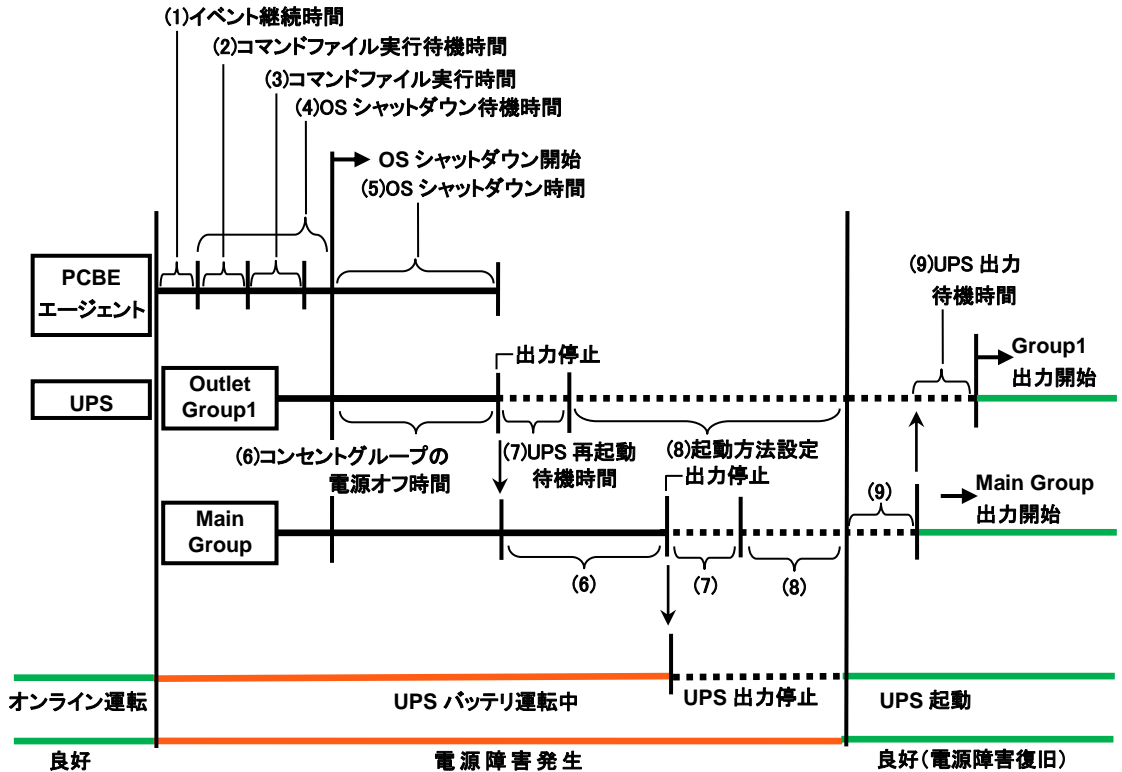 (1)イベント継続時間
(2)コマンドファイル実行待機時間
(3)コマンドファイル実行時間
(4)OS シャットダウン待機時間
OS シャットダウン開始
(5)OS シャットダウン時間
PCBE
エージェント
(9)UPS 出力
待機時間
出力停止
Group1
出力開始
UPS
Outlet
Group1
(6)コンセントグループの
電源オフ時間
(7)UPS 再起動
待機時間
(8)起動方法設定
出力停止
(9)
Main Group
出力開始
Main
Group
(6)
(7)
(8)
オンライン運転
UPS バッテリ運転中
UPS 出力停止
UPS 起動
良好
電源障害発生
良好(電源障害復旧)